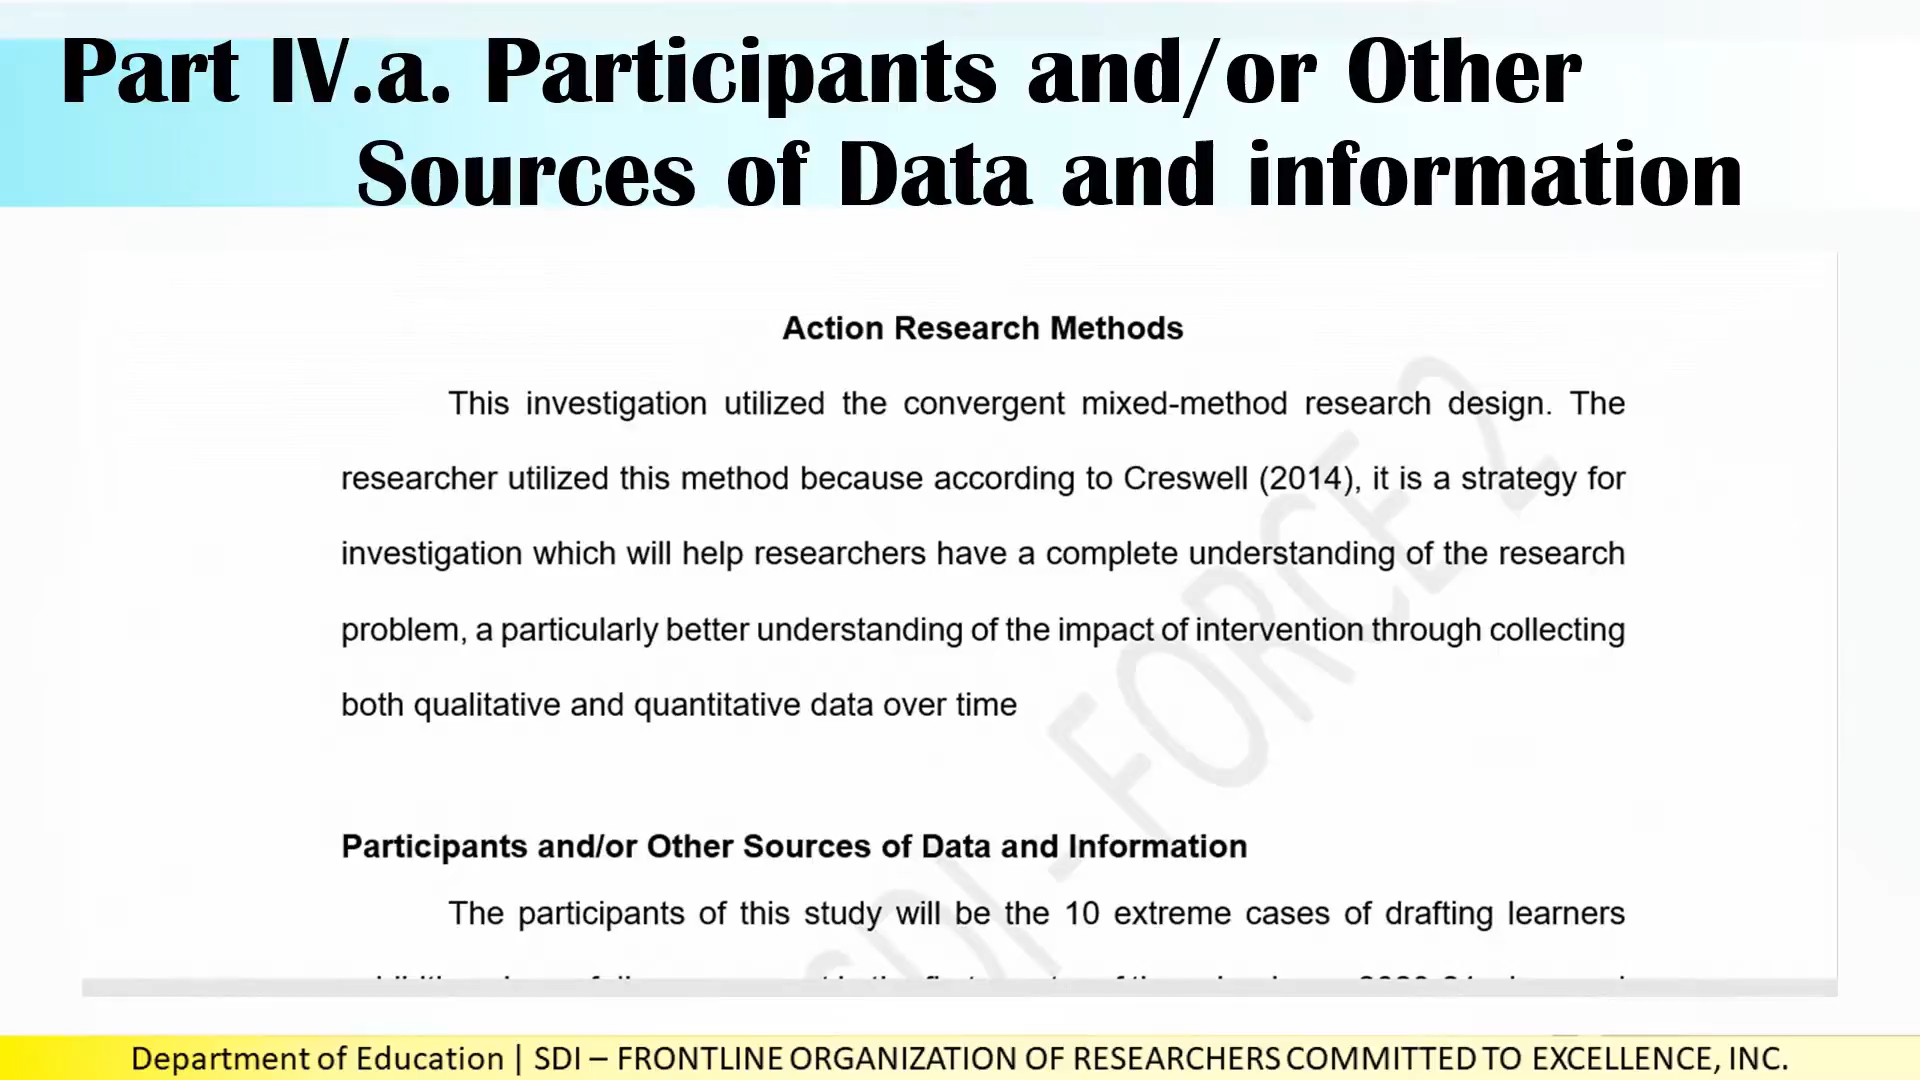 Part IV.a. Participants and/or Other
Sources of Data and information
Action Research Methods
This investigation utilized the convergent mixed-method research design. The
researcher utilized this method because according to Creswell (2014), it is a strategy for
investigation which will help researchers have a complete understanding of the research
problem, a particularly better understanding of the impact of intervention through collecting
both qualitative and quantitative data over time
Participants and/or Other Sources of Data and Information
The participants of this study will be the 10 extreme cases of drafting learners
SDI - FORCE 2
Department of Education | SDI – FRONTLINE ORGANIZATION OF RESEARCHERS COMMITTED TO EXCELLENCE, INC.